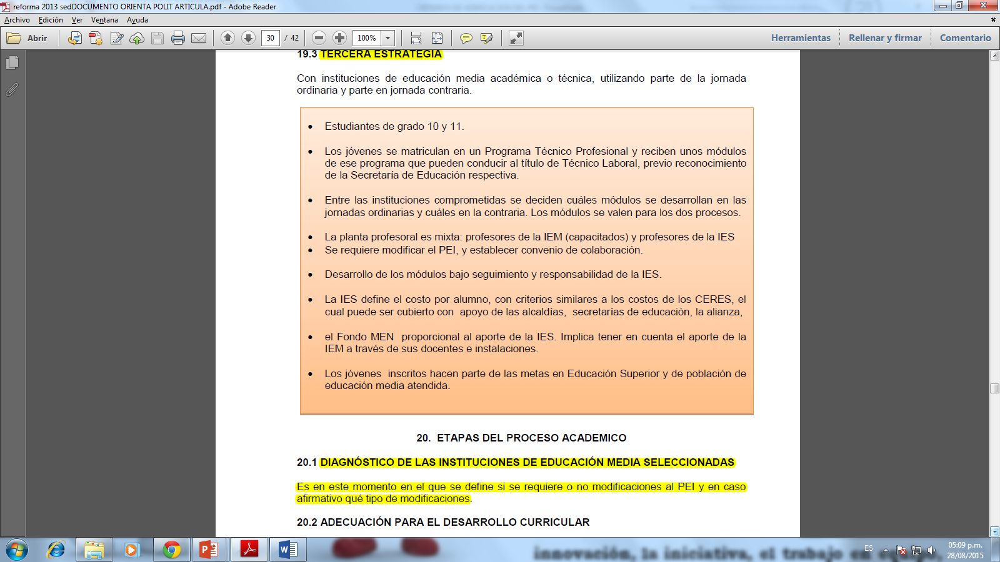 reforma 2013 sedDOCUMENTO ORIENTA POLIT ARTICULA.pdf - Adobe Reader
Archivo Edición Ver Ventana Ayuda
Abrir 30 / 42 100% Herramientas Rellenar y firmar Comentario
19.3 TERCERA ESTRATEGIA
Con instituciones de educación media académica o técnica, utilizando parte de la jornada
ordinaria y parte en jornada contraria.
• Estudiantes de grado 10 y 11.
• Los jóvenes se matriculan en un Programa Técnico Profesional y reciben unos módulos
de ese programa que pueden conducir al título de Técnico Laboral, previo reconocimiento
de la Secretaría de Educación respectiva.
• Entre las instituciones comprometidas se deciden cuáles módulos se desarrollan en las
jornadas ordinarias y cuáles en la contraria. Los módulos se valen para los dos procesos.
• La planta profesoral es mixta: profesores de la IEM (capacitados) y profesores de la IES
• Se requiere modificar el PEI, y establecer convenio de colaboración.
• Desarrollo de los módulos bajo seguimiento y responsabilidad de la IES.
• La IES define el costo por alumno, con criterios similares a los costos de los CERES, el
cual puede ser cubierto con apoyo de las alcaldías, secretarías de educación, la alianza,
• el Fondo MEN proporcional al aporte de la IES. Implica tener en cuenta el aporte de la
IEM a través de sus docentes e instalaciones.
• Los jóvenes inscritos hacen parte de las metas en Educación Superior y de población de
educación media atendida.
20. ETAPAS DEL PROCESO ACADEMICO
20.1 DIAGNÓSTICO DE LAS INSTITUCIONES DE EDUCACIÓN MEDIA SELECCIONADAS
Es en este momento en el que se define si se requiere o no modificaciones al PEI y en caso
afirmativo qué tipo de modificaciones.
20.2 ADECUACIÓN PARA EL DESARROLLO CURRICULAR
innovación, la iniciativa, el trabajo en equipo,
ES 05:09 p.m.
28/08/2015